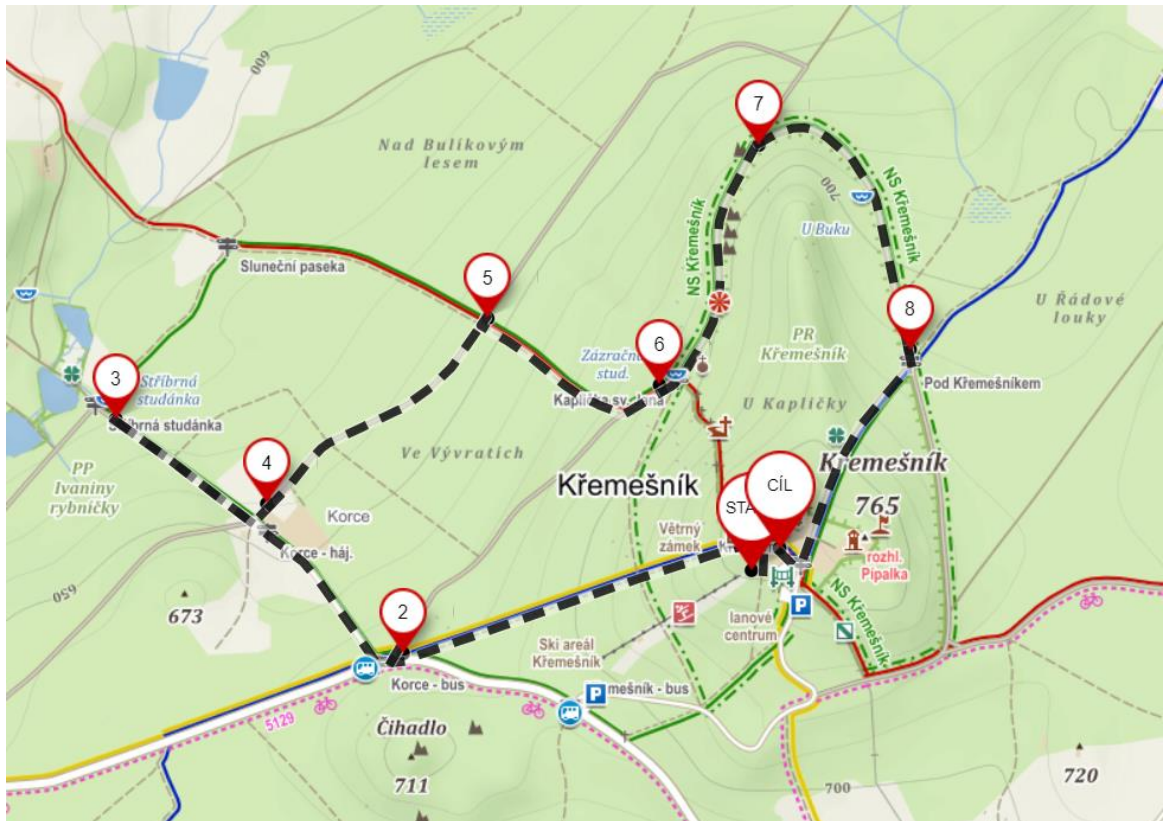 600
7
Nad Bulíkovým
lesem
NS Křemešník
NS Křemešník
700
U Buku
Sluneční paseka
5
U Řádové
louky
8
6
PR
Křemešník
Zázračn
stud.
Pod Křemešníkem
3
Stříbrná
studánka
Kaplička sv. Jana
Stříbrná studánka
U Kapličky
Ve Vývratích
4
Křemešník
PP
Ivaniny
rybníčky
Křemešník
CÍL
STA
765
Korce
Větrný
zámek
Korce - háj.
rozhl.
Pípalka
650
673
2
lanové
centrum
P
NS Křemešník
Ski areál
Křemešník
Korce - bus
P
mešník - bus
5129
Čihadlo
711
700
720